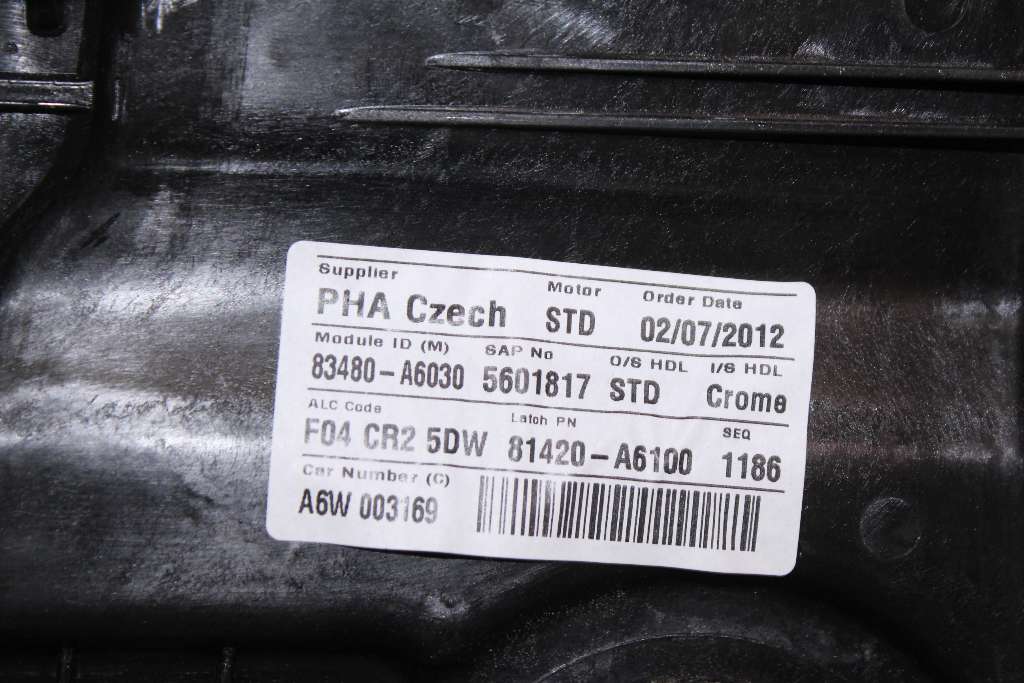 Supplier Motor Order Date
PHA Czech STD 02/07/2012
Module ID (M) SAP No O/S HDL I/S HDL
83480-A6030 5601817 STD Crome
ALC Code Latch PN SEQ
F04 CR2 5DW 81420-A6100 1186
Car Number (C)
A6W 003169